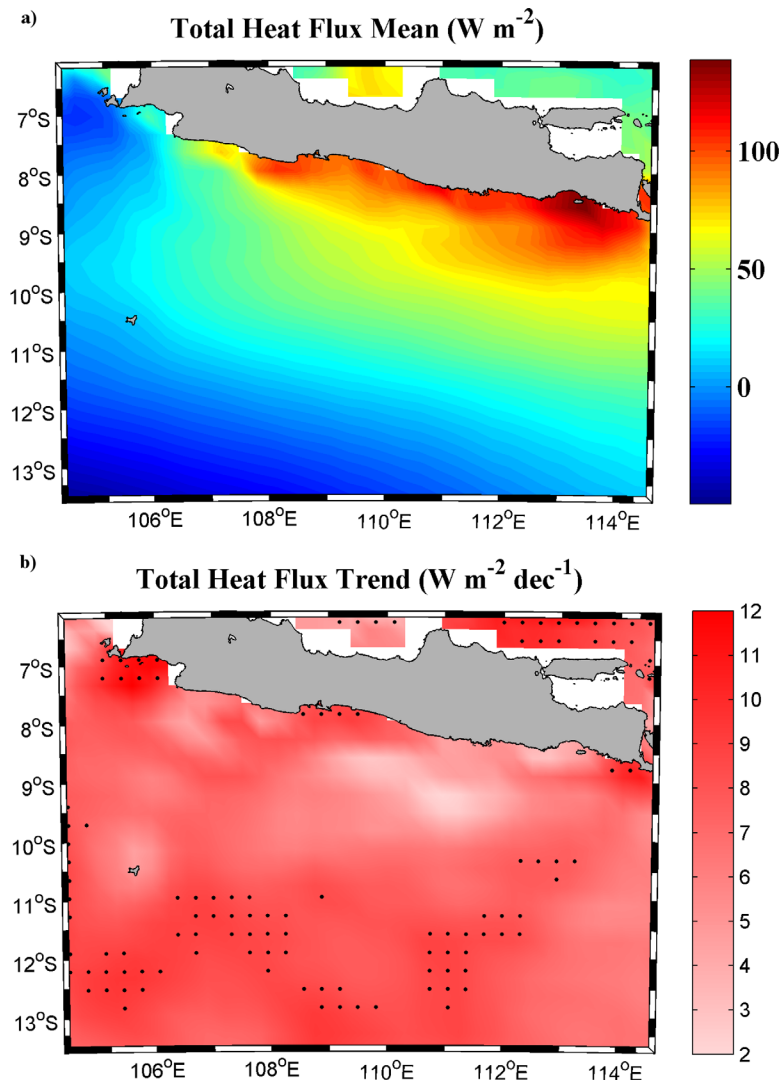 a)
Total Heat Flux Mean (W m⁻²)
7°S
8°S
9°S
10°S
11°S
12°S
13°S
106°E
108°E
110°E
112°E
114°E
100
50
0
b)
Total Heat Flux Trend (W m⁻² dec⁻¹)
7°S
8°S
9°S
10°S
11°S
12°S
13°S
106°E
108°E
110°E
112°E
114°E
12
11
10
9
8
7
6
5
4
3
2